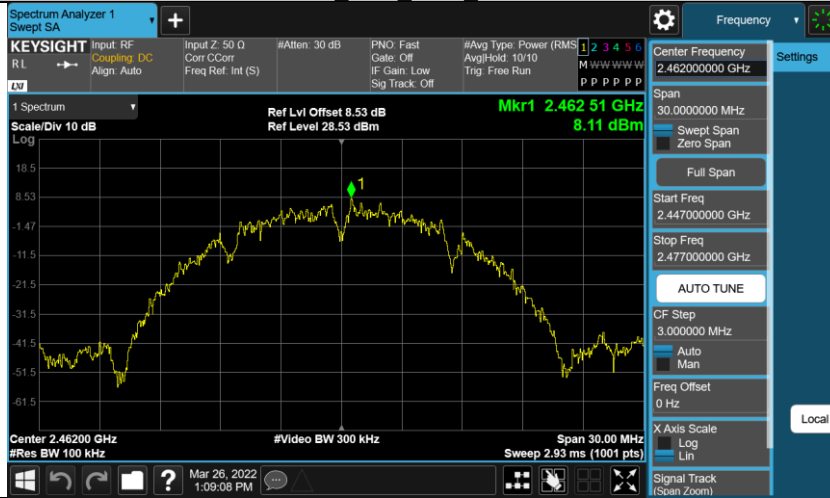 Spectrum Analyzer 1
Swept SA
+
Frequency
KEYSIGHT
RL
LXI
Input: RF
Coupling: DC
Align: Auto
Input Z: 50 Ω
Corr CCorr
Freq Ref: Int (S)
#Atten: 30 dB
PNO: Fast
Gate: Off
IF Gain: Low
Sig Track: Off
#Avg Type: Power (RMS
Avg|Hold: 10/10
Trig: Free Run
1 2 3 4 5 6
M W W W W W
P P P P P P
1 Spectrum
Scale/Div 10 dB
Log
Ref Lvl Offset 8.53 dB
Ref Level 28.53 dBm
Mkr1 2.462 51 GHz
8.11 dBm
18.5
8.53
-1.47
-11.5
-21.5
-31.5
-41.5
-51.5
-61.5
1
Center 2.46200 GHz
#Res BW 100 kHz
#Video BW 300 kHz
Span 30.00 MHz
Sweep 2.93 ms (1001 pts)
Mar 26, 2022
1:09:08 PM
?
Center Frequency
2.462000000 GHz
Span
30.0000000 MHz
Swept Span
Zero Span
Full Span
Start Freq
2.447000000 GHz
Stop Freq
2.477000000 GHz
AUTO TUNE
CF Step
3.000000 MHz
Auto
Man
Freq Offset
0 Hz
X Axis Scale
Log
Lin
Signal Track
(Span Zoom)
Settings
Local